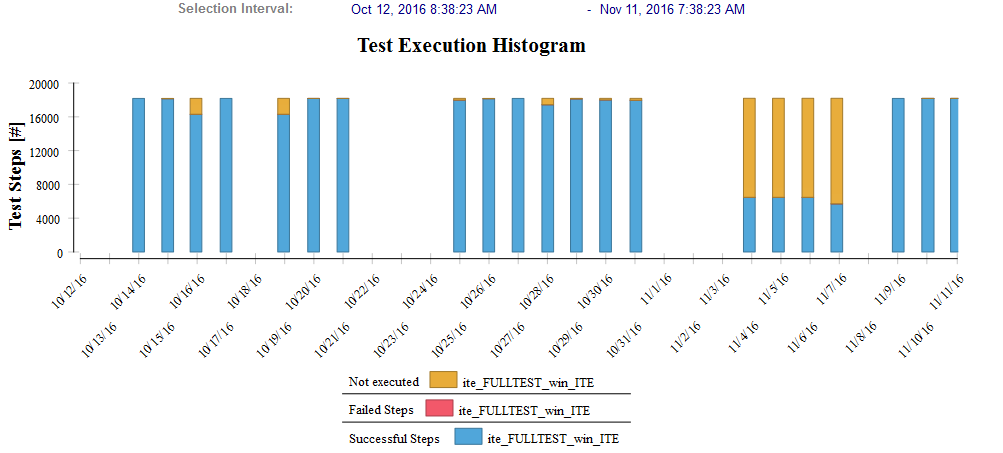 Selection Interval: Oct 12, 2016 8:38:23 AM - Nov 11, 2016 7:38:23 AM
Test Execution Histogram
Test Steps [#]
20000
16000
12000
8000
4000
0
10/12/16 10/14/16 10/16/16 10/18/16 10/20/16 10/22/16 10/24/16 10/26/16 10/28/16 10/30/16 11/1/16 11/3/16 11/5/16 11/7/16 11/9/16 11/11/16
10/13/16 10/15/16 10/17/16 10/19/16 10/21/16 10/23/16 10/25/16 10/27/16 10/29/16 10/31/16 11/2/16 11/4/16 11/6/16 11/8/16 11/10/16
Not executed ite_FULLTEST_win_ITE
Failed Steps ite_FULLTEST_win_ITE
Successful Steps ite_FULLTEST_win_ITE